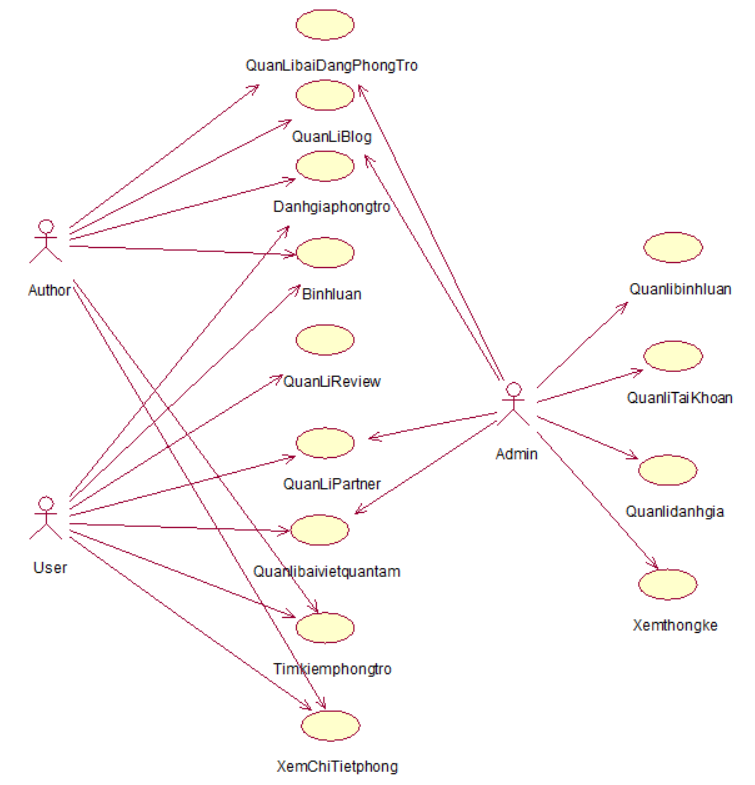 QuanLibaiDangPhongTro
QuanLiBlog
Danhgiaphongtro
Author
Binhluan
Quanlibinhluan
QuanLiReview
QuanliTaiKhoan
Admin
QuanLiPartner
Quanlidanhgia
User
Quanlibaivietquantam
Xemthongke
Timkiemphongtro
XemChiTietphong